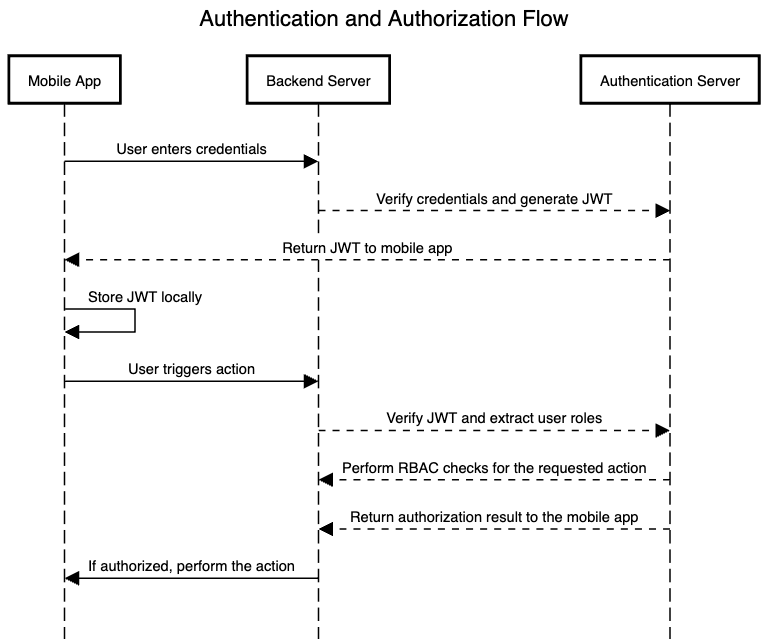 Authentication and Authorization Flow
Mobile App
Backend Server
Authentication Server
User enters credentials
Verify credentials and generate JWT
Return JWT to mobile app
Store JWT locally
User triggers action
Verify JWT and extract user roles
Perform RBAC checks for the requested action
Return authorization result to the mobile app
If authorized, perform the action